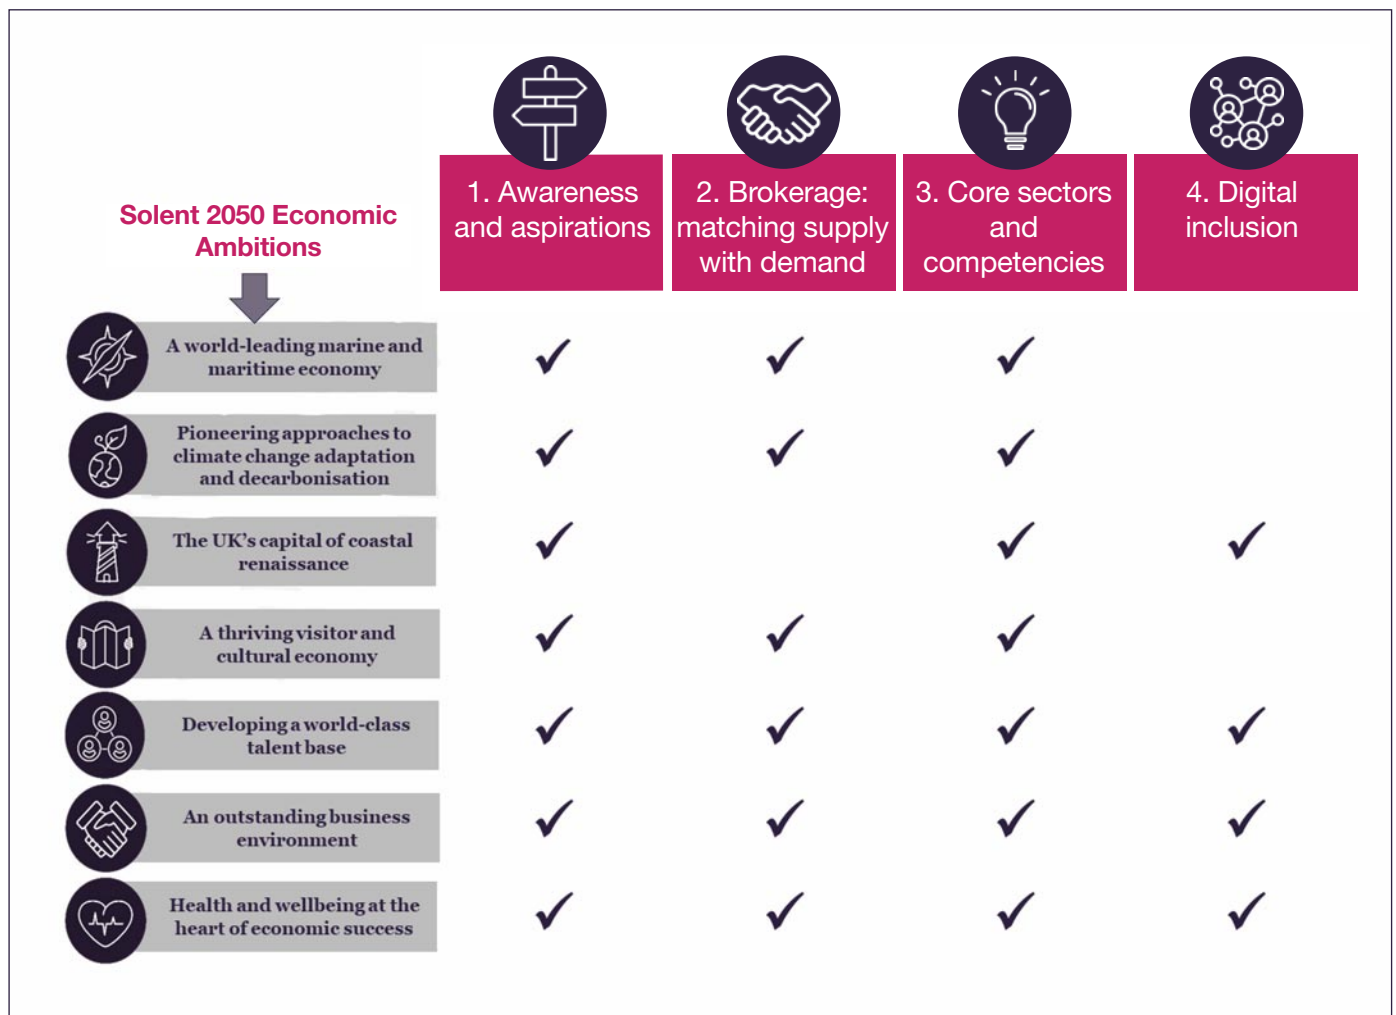 Solent 2050 Economic
Ambitions
1. Awareness
and aspirations
2. Brokerage:
matching supply
with demand
3. Core sectors
and
competencies
4. Digital
inclusion
A world-leading marine and
maritime economy
Pioneering approaches to
climate change adaptation
and decarbonisation
The UK's capital of coastal
renaissance
A thriving visitor and
cultural economy
Developing a world-class
talent base
An outstanding business
environment
Health and wellbeing at the
heart of economic success